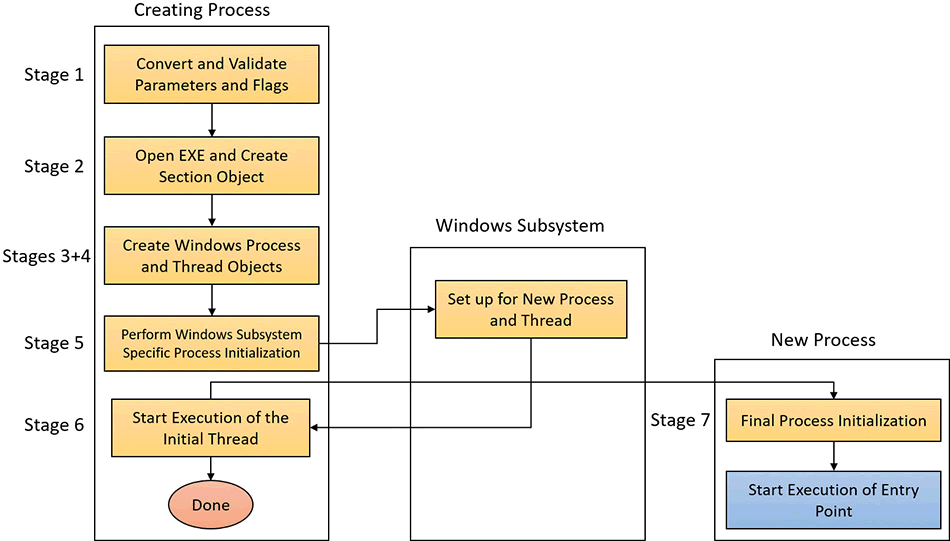 Creating Process
Stage 1
Convert and Validate
Parameters and Flags
Stage 2
Open EXE and Create
Section Object
Stages 3+4
Create Windows Process
and Thread Objects
Stage 5
Perform Windows Subsystem
Specific Process Initialization
Windows Subsystem
Set up for New Process
and Thread
Stage 6
Start Execution of the
Initial Thread
Done
New Process
Stage 7
Final Process Initialization
Start Execution of Entry
Point